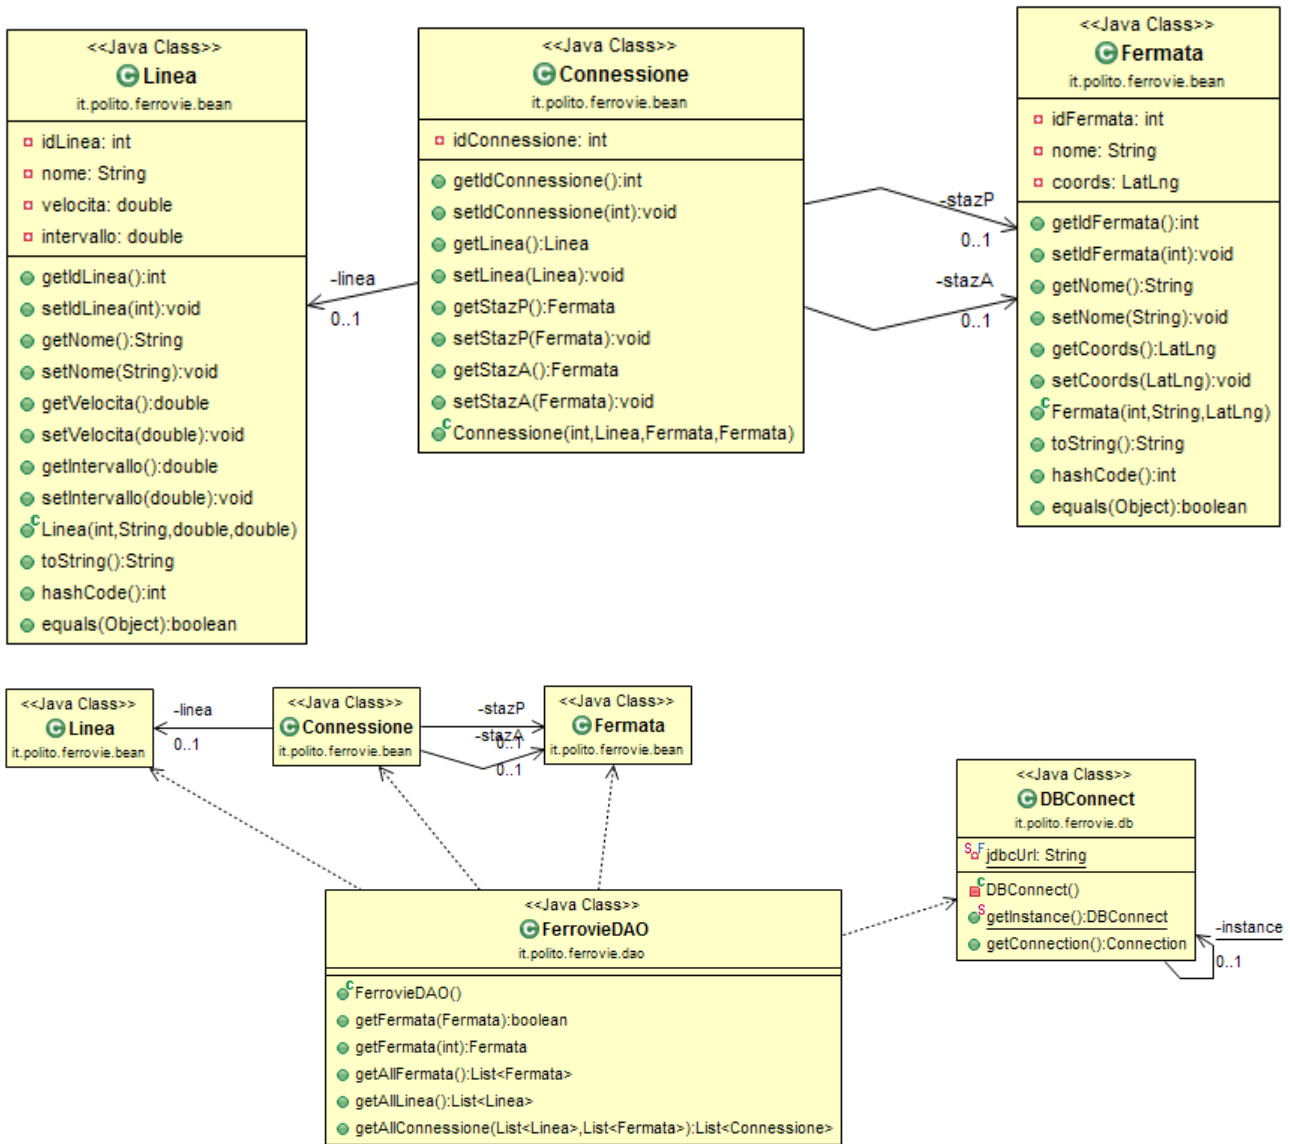 <<Java Class>>
Linea
it.polito.ferrovie.bean
idLinea: int
nome: String
velocita: double
intervallo: double
getIdLinea():int
setIdLinea(int):void
getNome():String
setNome(String):void
getVelocita():double
setVelocita(double):void
getIntervallo():double
setIntervallo(double):void
Linea(int,String,double,double)
toString():String
hashCode():int
equals(Object):boolean
-linea
0..1
<<Java Class>>
Connessione
it.polito.ferrovie.bean
idConnessione: int
getIdConnessione():int
setIdConnessione(int):void
getLinea():Linea
setLinea(Linea):void
getStazP():Fermata
setStazP(Fermata):void
getStazA():Fermata
setStazA(Fermata):void
Connessione(int,Linea,Fermata,Fermata)
-stazP
0..1
-stazA
0..1
<<Java Class>>
Fermata
it.polito.ferrovie.bean
idFermata: int
nome: String
coords: LatLng
getIdFermata():int
setIdFermata(int):void
getNome():String
setNome(String):void
getCoords():LatLng
setCoords(LatLng):void
Fermata(int,String,LatLng)
toString():String
hashCode():int
equals(Object):boolean
<<Java Class>>
Linea
it.polito.ferrovie.bean
-linea
0..1
<<Java Class>>
Connessione
it.polito.ferrovie.bean
-stazP
0..1
-stazA
0..1
<<Java Class>>
Fermata
it.polito.ferrovie.bean
<<Java Class>>
FerrovieDAO
it.polito.ferrovie.dao
FerrovieDAO()
getFermata(Fermata):boolean
getFermata(int):Fermata
getAllFermata():List<Fermata>
getAllLinea():List<Linea>
getAllConnessione(List<Linea>,List<Fermata>):List<Connessione>
<<Java Class>>
DBConnect
it.polito.ferrovie.db
jdbcUrl: String
DBConnect()
getInstance():DBConnect
getConnection():Connection
-instance
0..1